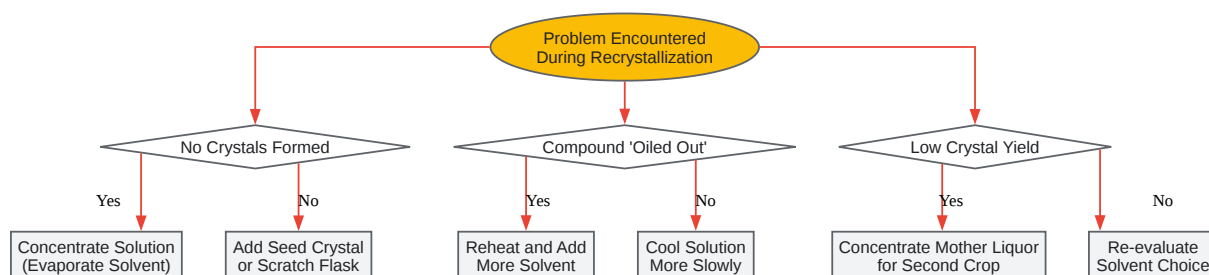 Problem Encountered
During Recrystallization
No Crystals Formed
Compound 'Oiled Out'
Low Crystal Yield
Yes
No
Yes
No
Yes
No
Concentrate Solution
(Evaporate Solvent)
Add Seed Crystal
or Scratch Flask
Reheat and Add
More Solvent
Cool Solution
More Slowly
Concentrate Mother Liquor
for Second Crop
Re-evaluate
Solvent Choice